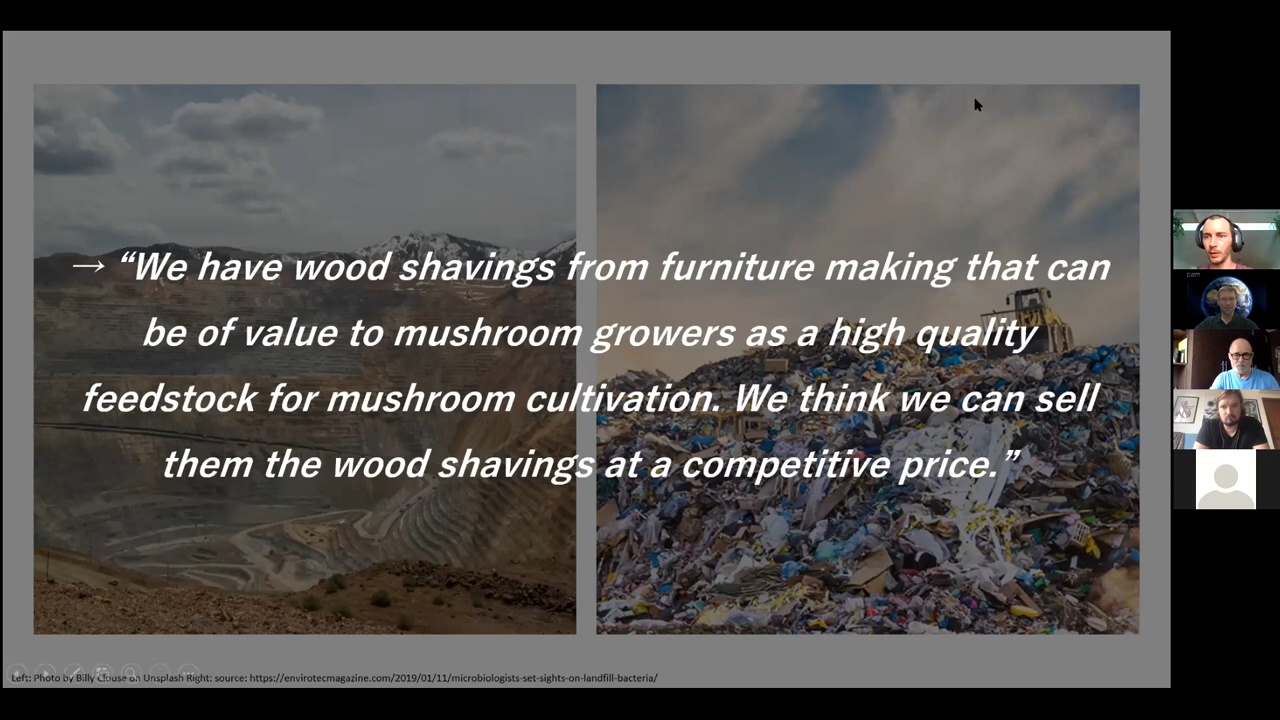 → “We have wood shavings from furniture making that can
be of value to mushroom growers as a high quality
feedstock for mushroom cultivation. We think we can sell
them the wood shavings at a competitive price.”
Left: Photo by Billy Clouse on Unsplash Right: source: https://envirotecmagazine.com/2019/01/11/microbiologists-set-sights-on-landfill-bacteria/